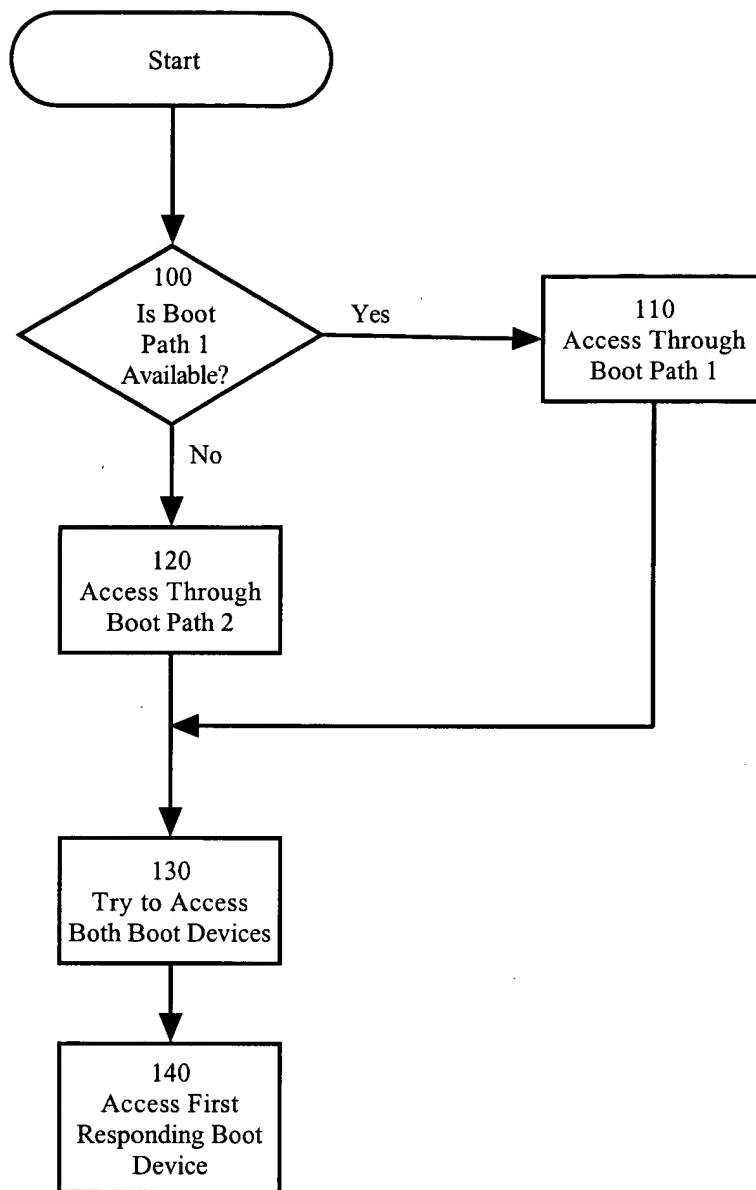 Start
100
Is Boot
Path 1
Available?
Yes
110
Access Through
Boot Path 1
No
120
Access Through
Boot Path 2
130
Try to Access
Both Boot Devices
140
Access First
Responding Boot
Device